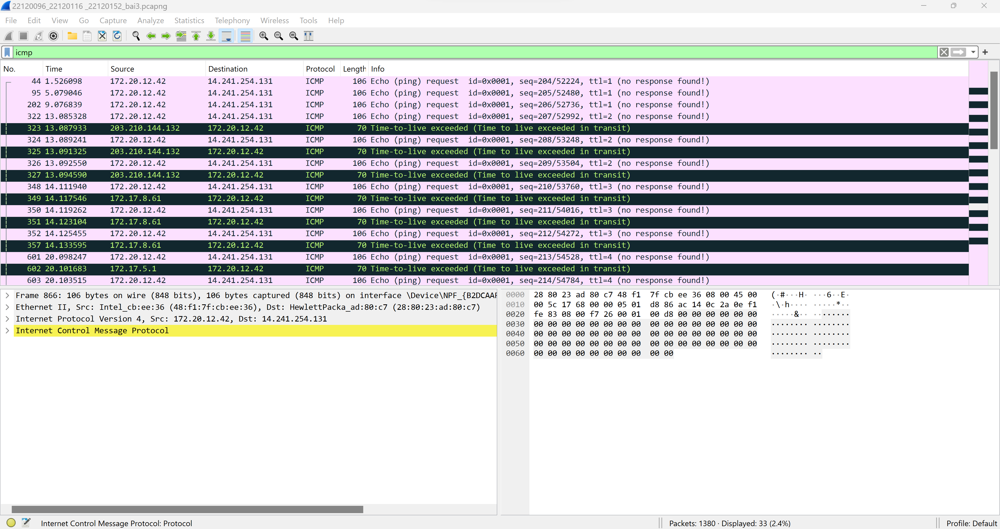 22120096_22120116 _22120152_bai3.pcapng
File Edit View Go Capture Analyze Statistics Telephony Wireless Tools Help
icmp
No. Time Source Destination Protocol Length Info
44 1.526098 172.20.12.42 14.241.254.131 ICMP 106 Echo (ping) request id=0x0001, seq=204/52224, ttl=1 (no response found!)
95 5.079046 172.20.12.42 14.241.254.131 ICMP 106 Echo (ping) request id=0x0001, seq=205/52480, ttl=1 (no response found!)
202 9.076839 172.20.12.42 14.241.254.131 ICMP 106 Echo (ping) request id=0x0001, seq=206/52736, ttl=1 (no response found!)
322 13.085328 172.20.12.42 14.241.254.131 ICMP 106 Echo (ping) request id=0x0001, seq=207/52992, ttl=2 (no response found!)
323 13.087933 203.210.144.132 172.20.12.42 ICMP 70 Time-to-live exceeded (Time to live exceeded in transit)
324 13.089241 172.20.12.42 14.241.254.131 ICMP 106 Echo (ping) request id=0x0001, seq=208/53248, ttl=2 (no response found!)
325 13.091325 203.210.144.132 172.20.12.42 ICMP 70 Time-to-live exceeded (Time to live exceeded in transit)
326 13.092550 172.20.12.42 14.241.254.131 ICMP 106 Echo (ping) request id=0x0001, seq=209/53504, ttl=2 (no response found!)
327 13.094590 203.210.144.132 172.20.12.42 ICMP 70 Time-to-live exceeded (Time to live exceeded in transit)
348 14.111940 172.20.12.42 14.241.254.131 ICMP 106 Echo (ping) request id=0x0001, seq=210/53760, ttl=3 (no response found!)
349 14.117546 172.17.8.61 172.20.12.42 ICMP 70 Time-to-live exceeded (Time to live exceeded in transit)
350 14.119262 172.20.12.42 14.241.254.131 ICMP 106 Echo (ping) request id=0x0001, seq=211/54016, ttl=3 (no response found!)
351 14.123104 172.17.8.61 172.20.12.42 ICMP 70 Time-to-live exceeded (Time to live exceeded in transit)
352 14.125455 172.20.12.42 14.241.254.131 ICMP 106 Echo (ping) request id=0x0001, seq=212/54272, ttl=3 (no response found!)
357 14.133595 172.17.8.61 172.20.12.42 ICMP 70 Time-to-live exceeded (Time to live exceeded in transit)
601 20.098247 172.20.12.42 14.241.254.131 ICMP 106 Echo (ping) request id=0x0001, seq=213/54528, ttl=4 (no response found!)
602 20.101683 172.17.5.1 172.20.12.42 ICMP 70 Time-to-live exceeded (Time to live exceeded in transit)
603 20.103515 172.20.12.42 14.241.254.131 ICMP 106 Echo (ping) request id=0x0001, seq=214/54784, ttl=4 (no response found!)
Frame 866: 106 bytes on wire (848 bits), 106 bytes captured (848 bits) on interface \Device\NPF_{B2DCAAF
Ethernet II, Src: Intel_cb:ee:36 (48:f1:7f:cb:ee:36), Dst: HewlettPacka_ad:80:c7 (28:80:23:ad:80:c7)
Internet Protocol Version 4, Src: 172.20.12.42, Dst: 14.241.254.131
Internet Control Message Protocol
0000 28 80 23 ad 80 c7 48 f1 7f cb ee 36 08 00 45 00 (·#···H· ···6··E·
0010 00 5c 17 68 00 00 05 01 d8 86 ac 14 0c 2a 0e f1 ·\·h···· ·····*··
0020 fe 83 08 00 f7 26 00 01 00 d8 00 00 00 00 00 00 ·····&·· ········
0030 00 00 00 00 00 00 00 00 00 00 00 00 00 00 00 00 ········ ········
0040 00 00 00 00 00 00 00 00 00 00 00 00 00 00 00 00 ········ ········
0050 00 00 00 00 00 00 00 00 00 00 00 00 00 00 00 00 ········ ········
0060 00 00 00 00 00 00 00 00 00 00 ········ ··
Internet Control Message Protocol: Protocol
Packets: 1380 · Displayed: 33 (2.4%)
Profile: Default